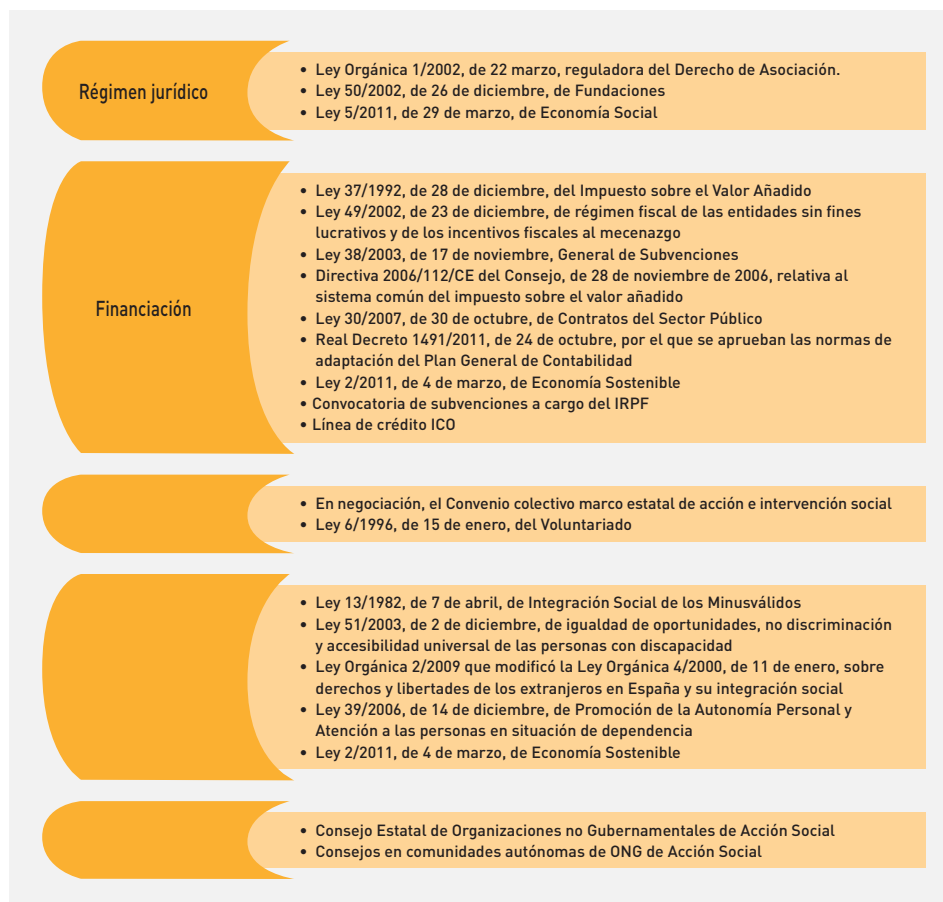 Régimen jurídico
• Ley Orgánica 1/2002, de 22 marzo, reguladora del Derecho de Asociación.
• Ley 50/2002, de 26 de diciembre, de Fundaciones
• Ley 5/2011, de 29 de marzo, de Economía Social
Financiación
• Ley 37/1992, de 28 de diciembre, del Impuesto sobre el Valor Añadido
• Ley 49/2002, de 23 de diciembre, de régimen fiscal de las entidades sin fines
lucrativos y de los incentivos fiscales al mecenazgo
• Ley 38/2003, de 17 de noviembre, General de Subvenciones
• Directiva 2006/112/CE del Consejo, de 28 de noviembre de 2006, relativa al
sistema común del impuesto sobre el valor añadido
• Ley 30/2007, de 30 de octubre, de Contratos del Sector Público
• Real Decreto 1491/2011, de 24 de octubre, por el que se aprueban las normas de
adaptación del Plan General de Contabilidad
• Ley 2/2011, de 4 de marzo, de Economía Sostenible
• Convocatoria de subvenciones a cargo del IRPF
• Línea de crédito ICO
• En negociación, el Convenio colectivo marco estatal de acción e intervención social
• Ley 6/1996, de 15 de enero, del Voluntariado
• Ley 13/1982, de 7 de abril, de Integración Social de los Minusválidos
• Ley 51/2003, de 2 de diciembre, de igualdad de oportunidades, no discriminación
y accesibilidad universal de las personas con discapacidad
• Ley Orgánica 2/2009 que modificó la Ley Orgánica 4/2000, de 11 de enero, sobre
derechos y libertades de los extranjeros en España y su integración social
• Ley 39/2006, de 14 de diciembre, de Promoción de la Autonomía Personal y
Atención a las personas en situación de dependencia
• Ley 2/2011, de 4 de marzo, de Economía Sostenible
• Consejo Estatal de Organizaciones no Gubernamentales de Acción Social
• Consejos en comunidades autónomas de ONG de Acción Social